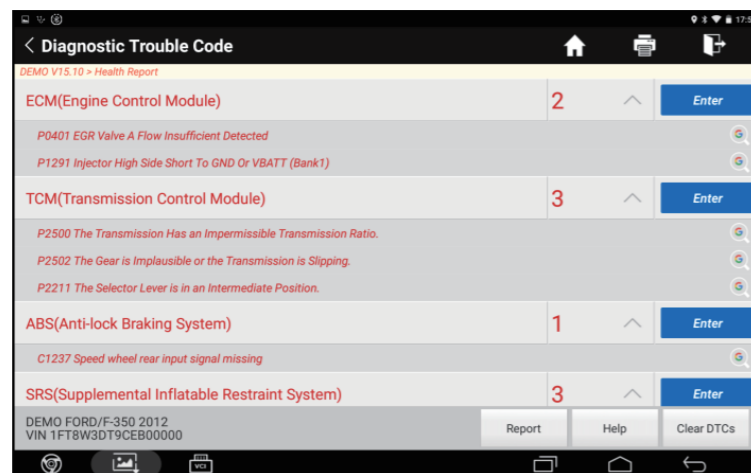 17:5
< Diagnostic Trouble Code
DEMO V15.10 > Health Report
ECM(Engine Control Module) 2 Enter
P0401 EGR Valve A Flow Insufficient Detected
P1291 Injector High Side Short To GND Or VBATT (Bank1)
TCM(Transmission Control Module) 3 Enter
P2500 The Transmission Has an Impermissible Transmission Ratio.
P2502 The Gear is Implausible or the Transmission is Slipping.
P2211 The Selector Lever is in an Intermediate Position.
ABS(Anti-lock Braking System) 1 Enter
C1237 Speed wheel rear input signal missing
SRS(Supplemental Inflatable Restraint System) 3 Enter
DEMO FORD/F-350 2012
VIN 1FT8W3DT9CEB00000
Report Help Clear DTCs
VCI